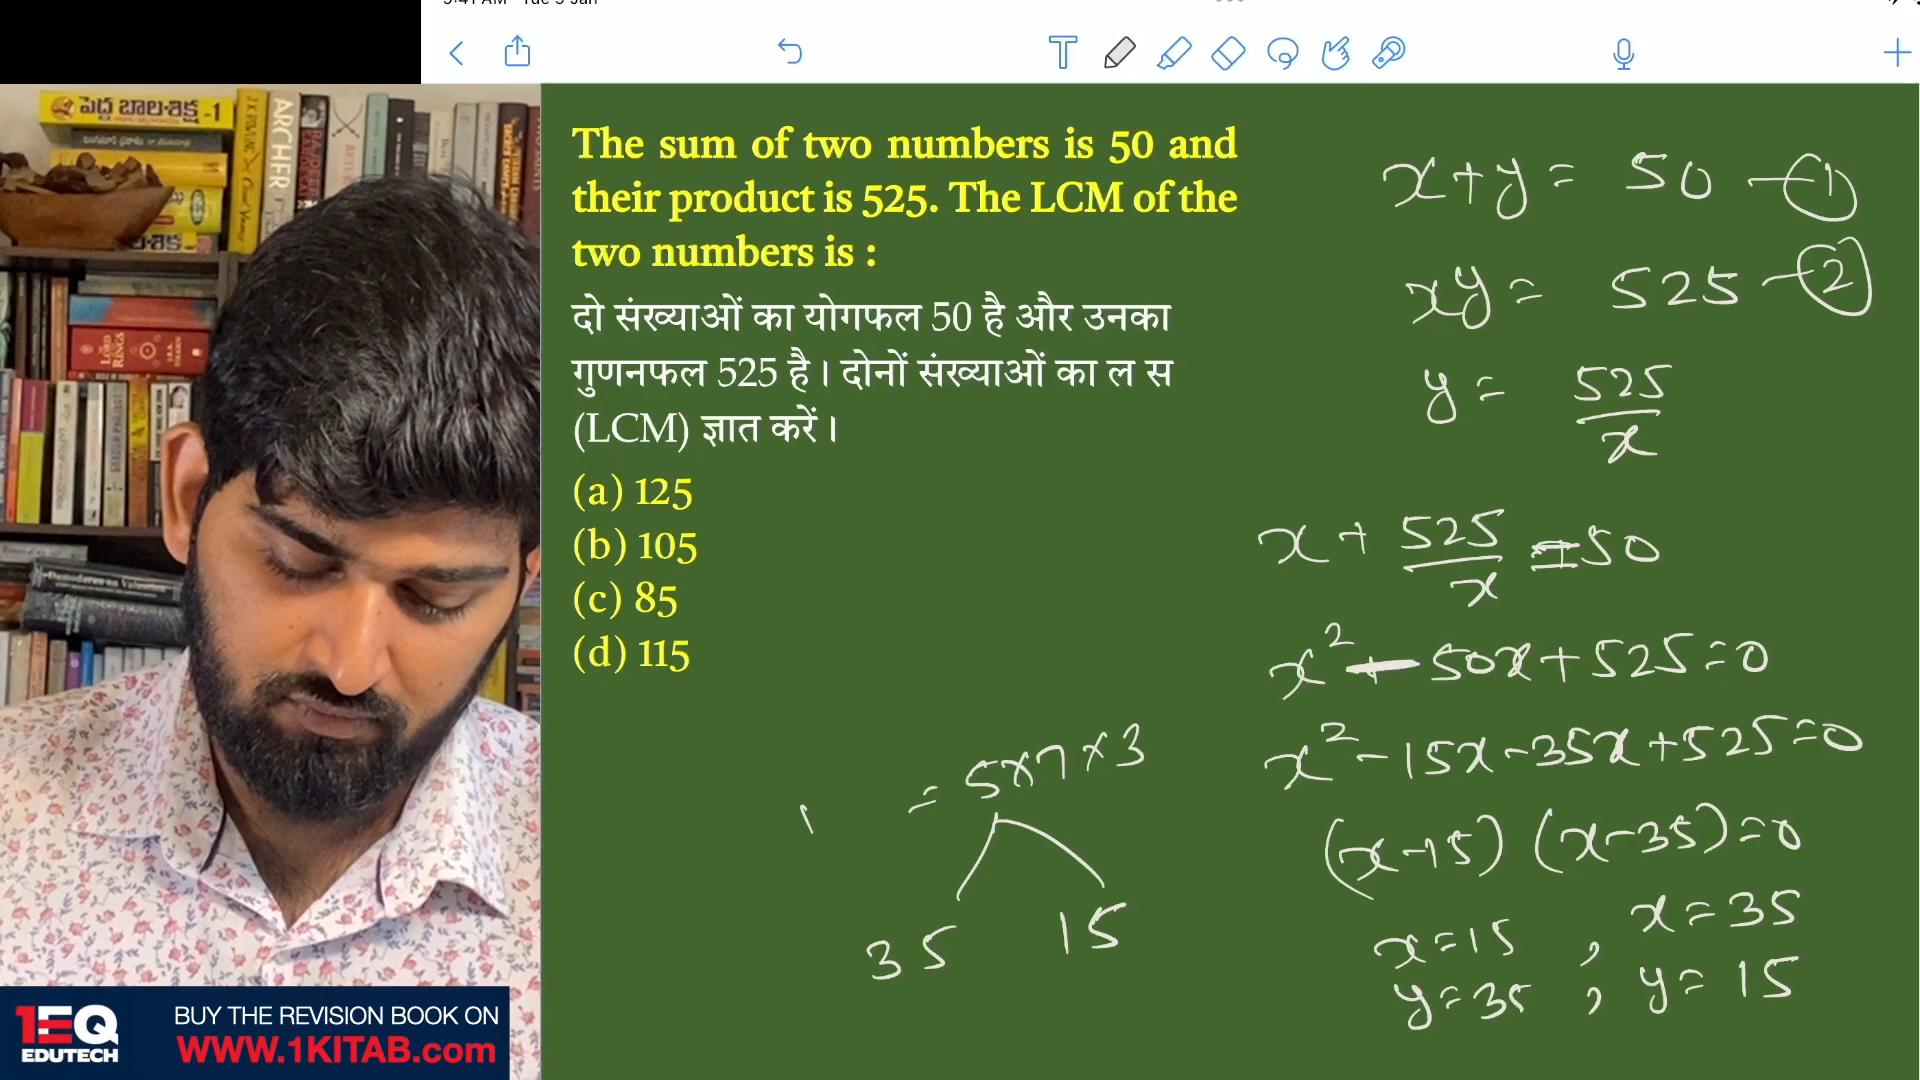 పెద్ద బాల·శిక్ష -1
ARCHER
The sum of two numbers is 50 and
their product is 525. The LCM of the
two numbers is :
दो संख्याओं का योगफल 50 है और उनका
गुणनफल 525 है। दोनों संख्याओं का ल स
(LCM) ज्ञात करें।
(a) 125
(b) 105
(c) 85
(d) 115
x+y = 50 - 1
xy = 525 - 2
y = 525/x
x + 525/x = 50
x² - 50x + 525 = 0
x² - 15x - 35x + 525 = 0
(x-15) (x-35) = 0
x=15 , x=35
y=35 , y=15
= 5×7×3
35 15
1EQ
EDUTECH
BUY THE REVISION BOOK ON
WWW.1KITAB.com